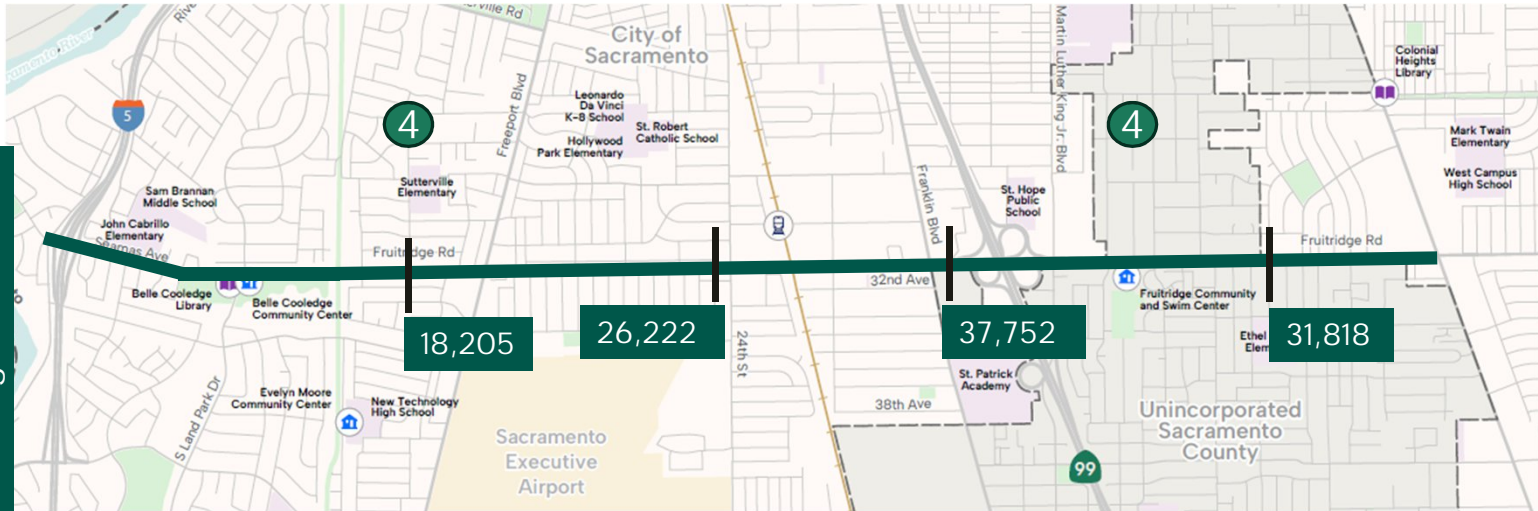 City of
Sacramento
Colonial
Heights
Library
5
4
Freeport Blvd
Leonardo
Da Vinci
K-8 School
Hollywood
Park Elementary
St. Robert
Catholic School
Martin Luther King Jr. Blvd
4
Mark Twain
Elementary
West Campus
High School
Sam Brannan
Middle School
John Cabrillo
Elementary
Seamas Ave
Sutterville
Elementary
Fruitridge Rd
Franklin Blvd
St. Hope
Public
School
Fruitridge Rd
Belle Cooledge
Library
Belle Cooledge
Community Center
32nd Ave
Fruitridge Community
and Swim Center
18,205
26,222
24th St
37,752
Ethel
Elem
31,818
S Land Park Dr
Evelyn Moore
Community Center
New Technology
High School
St. Patrick
Academy
38th Ave
Sacramento
Executive
Airport
Unincorporated
Sacramento
County
99